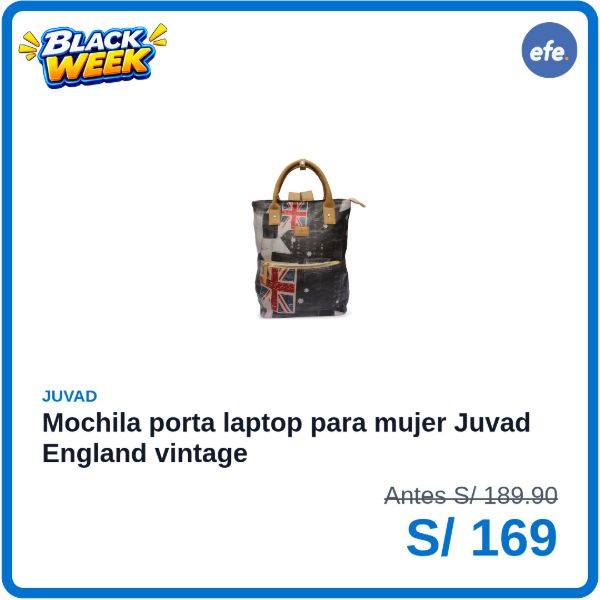 BLACK
WEEK
efe.
JUVAD
Mochila porta laptop para mujer Juvad
England vintage
Antes S/ 189.90
S/ 169